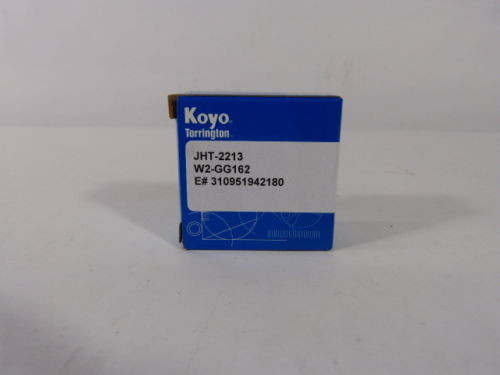 Koyo
Torrington
JHT-2213
W2-GG162
E# 310951942180